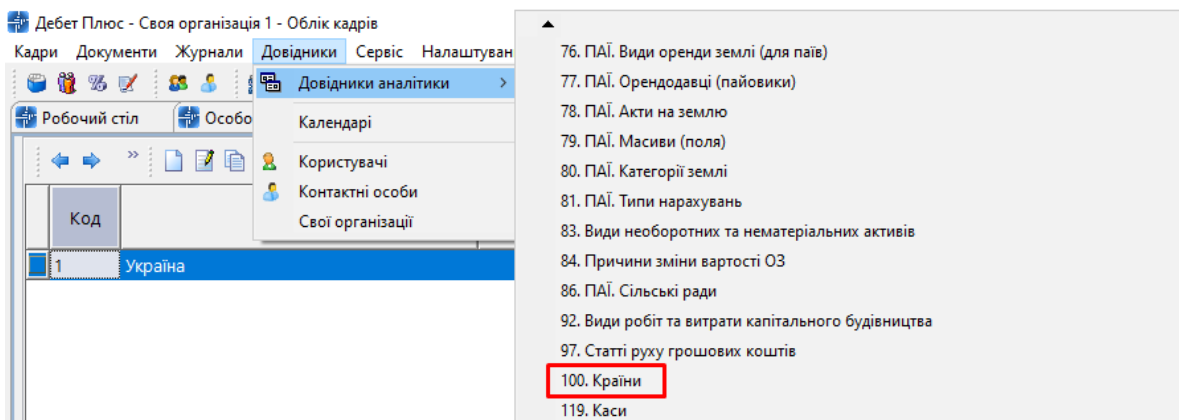 Дебет Плюс - Своя організація 1 - Облік кадрів
Кадри Документи Журнали Довідники Сервіс Налаштуван
Робочий стіл Особо
Код
1 Україна
Довідники аналітики
Календарі
Користувачі
Контактні особи
Свої організації
76. ПАЇ. Види оренди землі (для паїв)
77. ПАЇ. Орендодавці (пайовики)
78. ПАЇ. Акти на землю
79. ПАЇ. Масиви (поля)
80. ПАЇ. Категорії землі
81. ПАЇ. Типи нарахувань
83. Види необоротних та нематеріальних активів
84. Причини зміни вартості ОЗ
86. ПАЇ. Сільські ради
92. Види робіт та витрати капітального будівництва
97. Статті руху грошових коштів
100. Країни
119. Каси